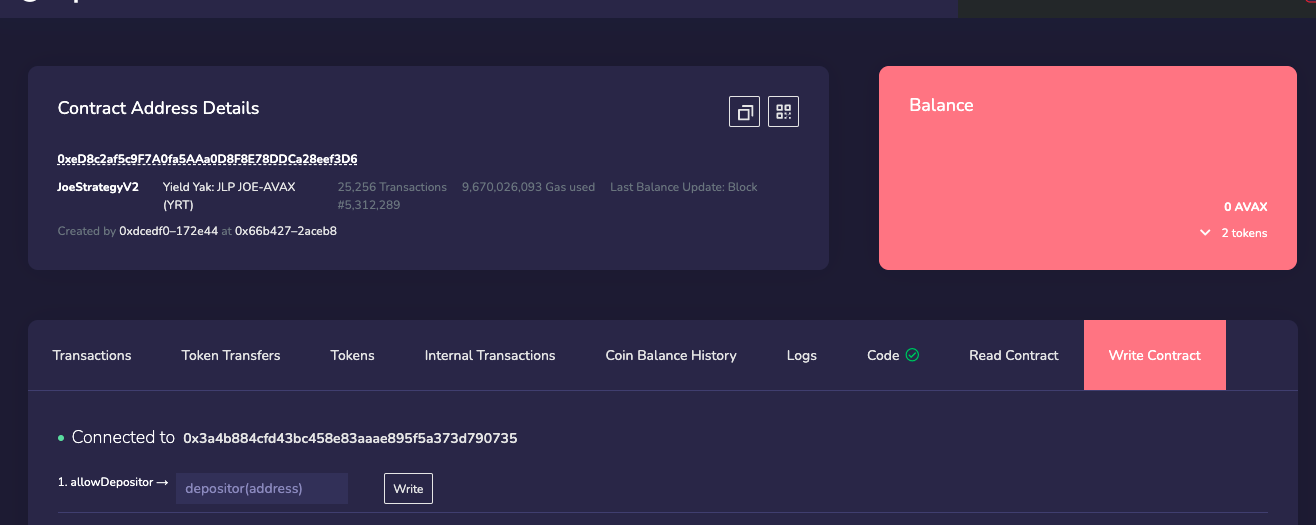 Contract Address Details
0xeD8c2af5c9F7A0fa5AAa0D8F8E78DDCa28eef3D6
JoeStrategyV2 Yield Yak: JLP JOE-AVAX 25,256 Transactions 9,670,026,093 Gas used Last Balance Update: Block
(YRT) #5,312,289
Created by 0xdcedf0–172e44 at 0x66b427–2aceb8
Balance
0 AVAX
2 tokens
Transactions Token Transfers Tokens Internal Transactions Coin Balance History Logs Code Read Contract Write Contract
Connected to 0x3a4b884cfd43bc458e83aaae895f5a373d790735
1. allowDepositor → depositor(address) Write